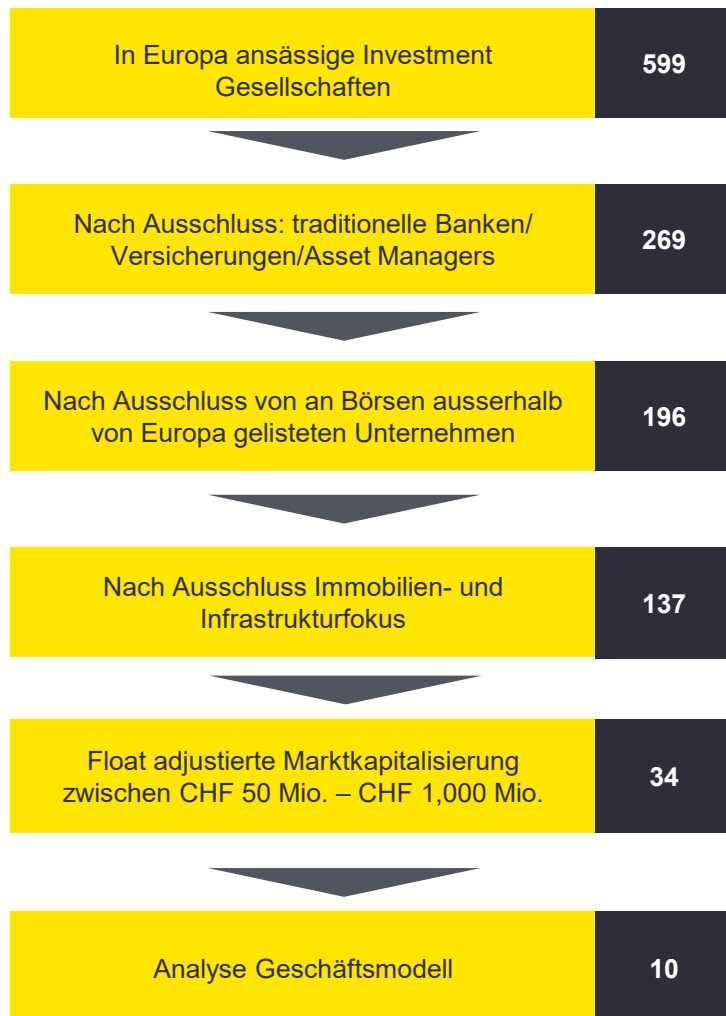 In Europa ansässige Investment
Gesellschaften
599
Nach Ausschluss: traditionelle Banken/
Versicherungen/Asset Managers
269
Nach Ausschluss von an Börsen ausserhalb
von Europa gelisteten Unternehmen
196
Nach Ausschluss Immobilien- und
Infrastrukturfokus
137
Float adjustierte Marktkapitalisierung
zwischen CHF 50 Mio. – CHF 1,000 Mio.
34
Analyse Geschäftsmodell
10